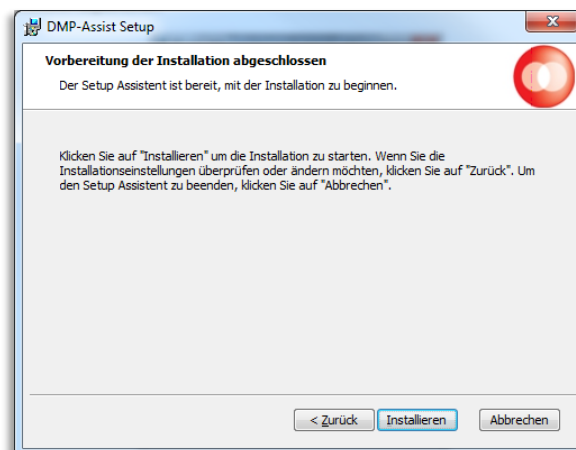 DMP-Assist Setup
Vorbereitung der Installation abgeschlossen
Der Setup Assistent ist bereit, mit der Installation zu beginnen.
Klicken Sie auf "Installieren" um die Installation zu starten. Wenn Sie die
Installationseinstellungen überprüfen oder ändern möchten, klicken Sie auf "Zurück". Um
den Setup Assistent zu beenden, klicken Sie auf "Abbrechen".
< Zurück Installieren Abbrechen